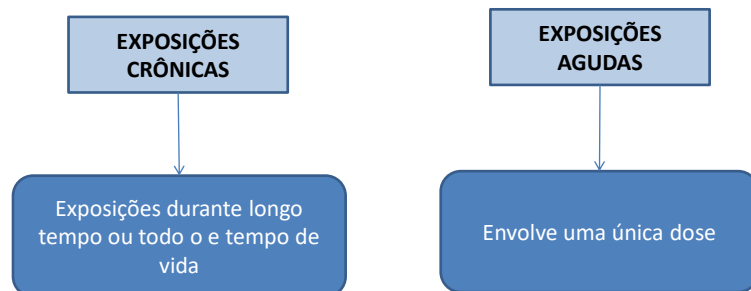 EXPOSIÇÕES
CRÔNICAS
EXPOSIÇÕES
AGUDAS
Exposições durante longo
tempo ou todo o e tempo de
vida
Envolve uma única dose